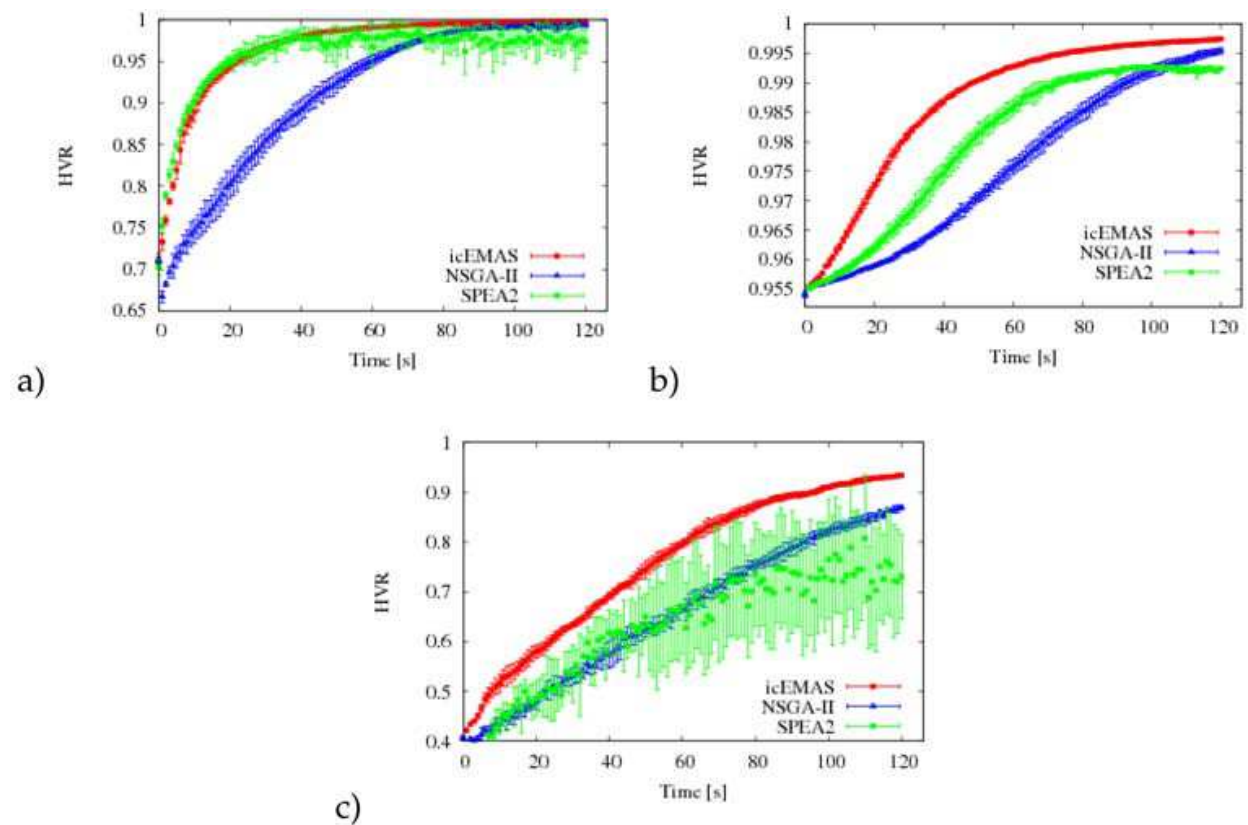 1
0.95
0.9
0.85
0.8
0.75
0.7
0.65
HVR
0 20 40 60 80 100 120
Time [s]
icEMAS
NSGA-II
SPEA2
a)
1
0.995
0.99
0.985
0.98
0.975
0.97
0.965
0.96
0.955
HVR
0 20 40 60 80 100 120
Time [s]
icEMAS
NSGA-II
SPEA2
b)
1
0.9
0.8
0.7
0.6
0.5
0.4
HVR
0 20 40 60 80 100 120
Time [s]
icEMAS
NSGA-II
SPEA2
c)